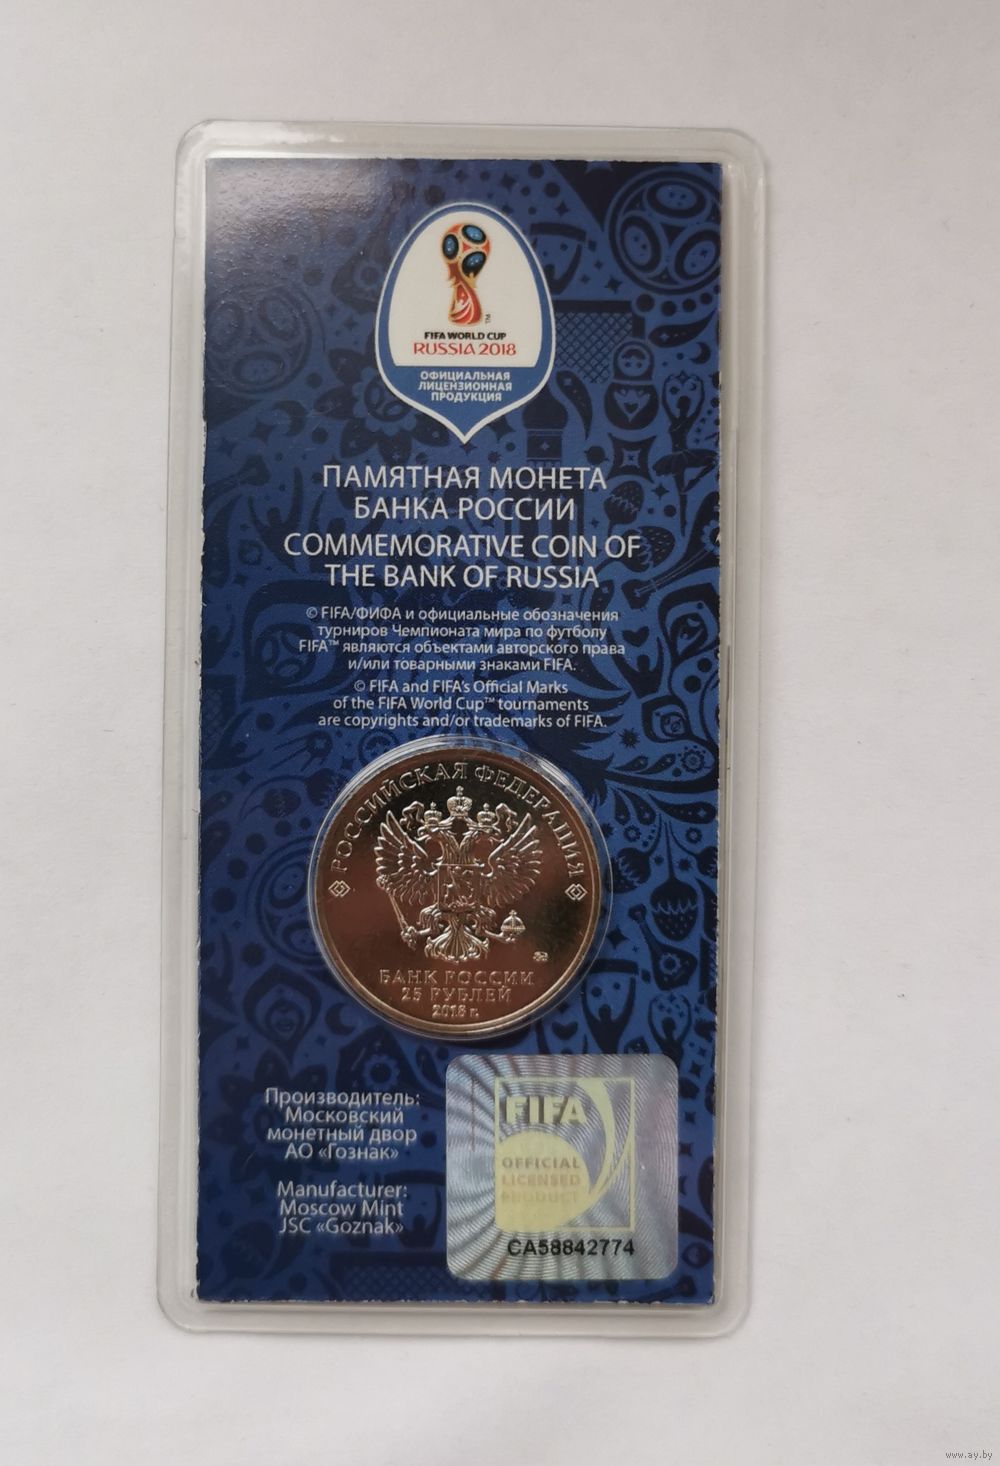 FIFA WORLD CUP
RUSSIA 2018
ОФИЦИАЛЬНАЯ
ЛИЦЕНЗИОННАЯ
ПРОДУКЦИЯ
ПАМЯТНАЯ МОНЕТА
БАНКА РОССИИ
COMMEMORATIVE COIN OF
THE BANK OF RUSSIA
© FIFA/ФИФА и официальные обозначения
турниров Чемпионата мира по футболу
FIFA™ являются объектами авторского права
и/или товарными знаками FIFA.
© FIFA and FIFA's Official Marks
of the FIFA World Cup™ tournaments
are copyrights and/or trademarks of FIFA.
РОССИЙСКАЯ ФЕДЕРАЦИЯ
БАНК РОССИИ
25 РУБЛЕЙ
2018 г.
Производитель:
Московский
монетный двор
АО «Гознак»
Manufacturer:
Moscow Mint
JSC «Goznak»
FIFA
OFFICIAL
LICENSED
PRODUCT
CA58842774
www.ay.by